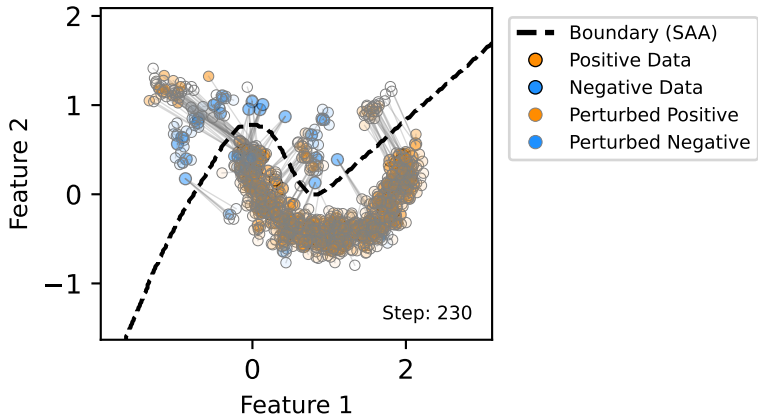 2
1
0
−1
0
2
Feature 2
Feature 1
Step: 230
Boundary (SAA)
Positive Data
Negative Data
Perturbed Positive
Perturbed Negative